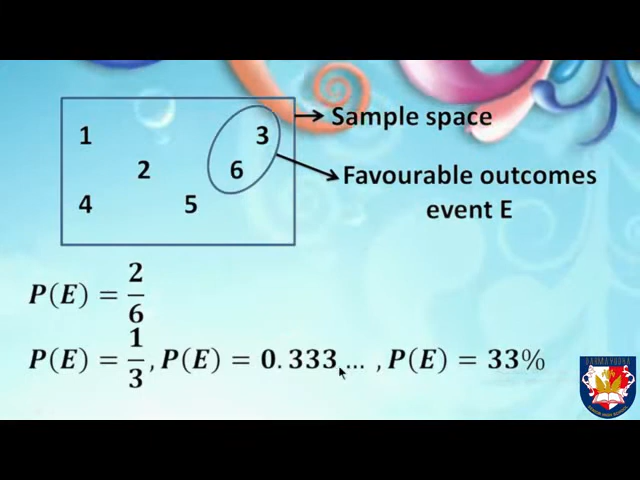 1 3 Sample space
2 6 Favourable outcomes
4 5 event E
P(E) = 2/6
P(E) = 1/3, P(E) = 0.333,... , P(E) = 33%